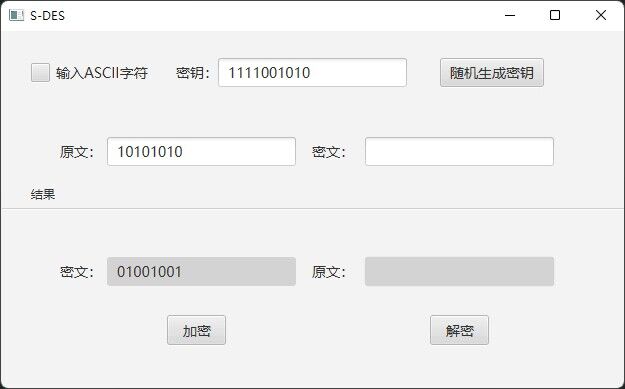 S-DES
输入ASCII字符 密钥： 1111001010 随机生成密钥
原文： 10101010 密文：
结果
密文： 01001001 原文：
加密 解密